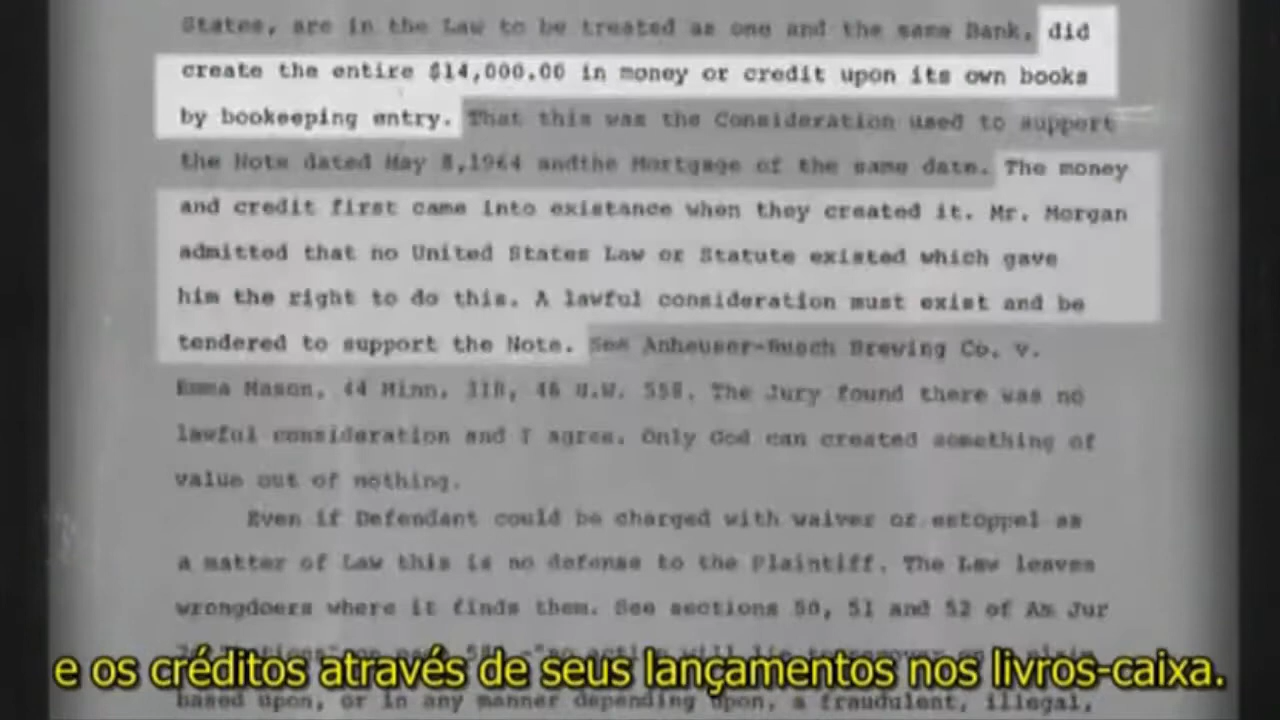 States, are in the Law to be treated as one and the same Bank, did
create the entire $14,000.00 in money or credit upon its own books
by bookeeping entry. That this was the Consideration used to support
the Note dated May 8,1964 andthe Mortgage of the same date. The money
and credit first came into existance when they created it. Mr. Morgan
admitted that no United States Law or Statute existed which gave
him the right to do this. A lawful consideration must exist and be
tendered to support the Note. See Anheuser-Busch Brewing Co. v.
Emma Mason, 44 Minn. 318, 46 N.W. 558. The Jury found there was no
lawful consideration and I agree. Only God can created something of
value out of nothing.
Even if Defendant could be charged with waiver or estoppel as
a matter of Law this is no defense to the Plaintiff. The Law leaves
wrongdoers where it finds them. See sections 50, 51 and 52 of Am Jur
e os créditos através de seus lançamentos nos livros-caixa.
based upon, or in any manner depending upon, a fraudulent, illegal,